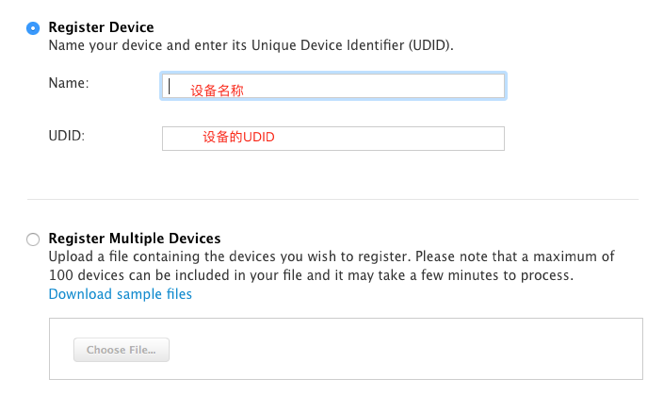 Register Device
Name your device and enter its Unique Device Identifier (UDID).
Name:
设备名称
UDID:
设备的UDID
Register Multiple Devices
Upload a file containing the devices you wish to register. Please note that a maximum of
100 devices can be included in your file and it may take a few minutes to process.
Download sample files
Choose File...